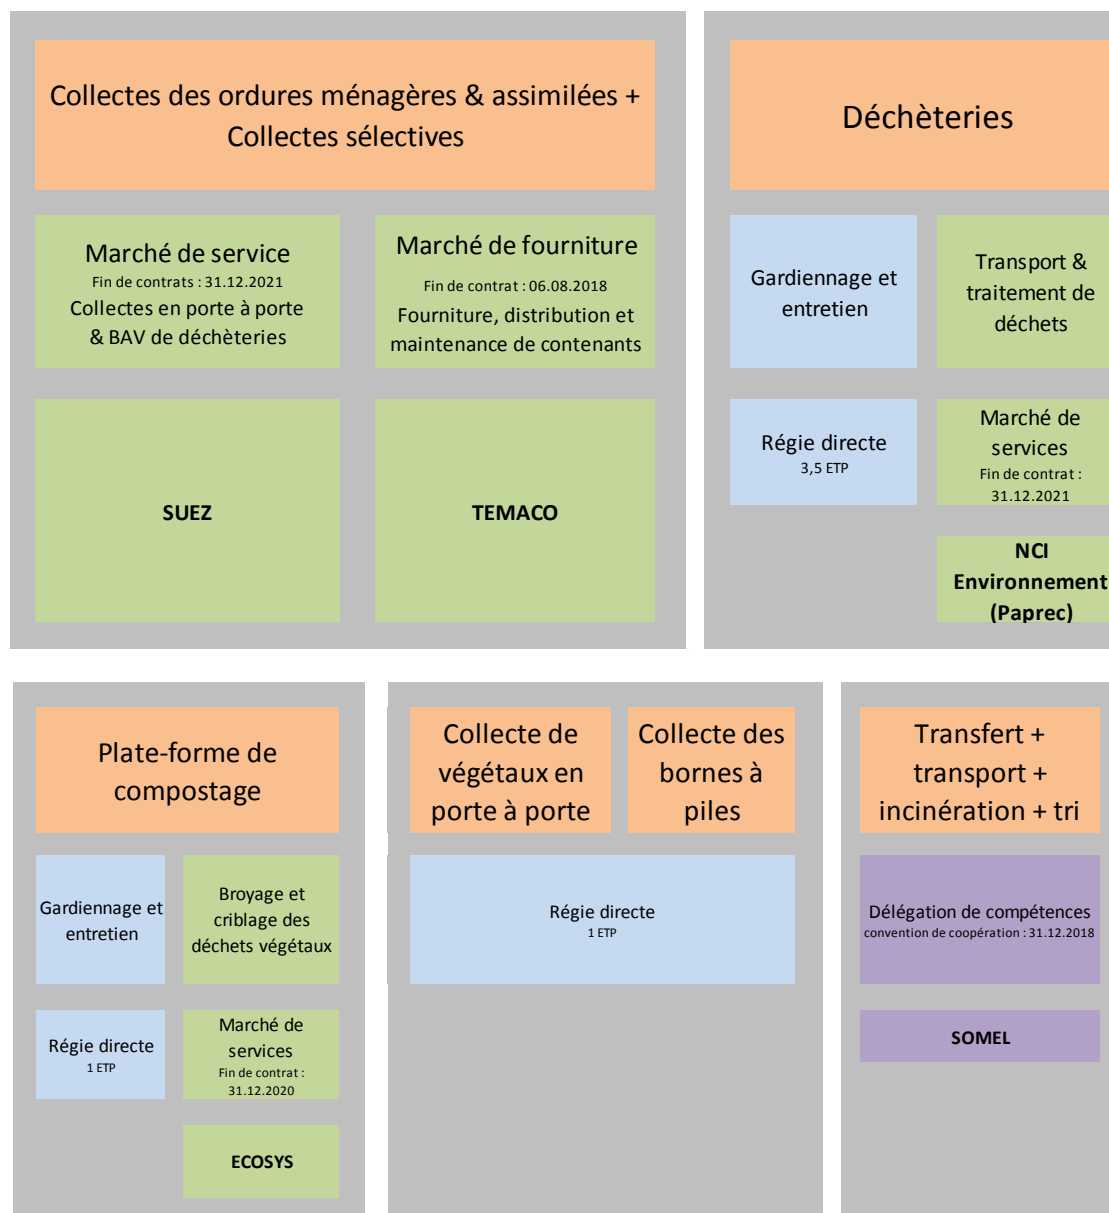 Collectes des ordures ménagères & assimilées +
Collectes sélectives
Marché de service
Fin de contrats : 31.12.2021
Collectes en porte à porte
& BAV de déchèteries
Marché de fourniture
Fin de contrat : 06.08.2018
Fourniture, distribution et
maintenance de contenants
SUEZ
TEMACO
Déchèteries
Gardiennage et
entretien
Transport &
traitement de
déchets
Régie directe
3,5 ETP
Marché de
services
Fin de contrat :
31.12.2021
NCI
Environnement
(Paprec)
Plate-forme de
compostage
Gardiennage et
entretien
Broyage et
criblage des
déchets végétaux
Régie directe
1 ETP
Marché de
services
Fin de contrat :
31.12.2020
ECOSYS
Collecte de
végétaux en
porte à porte
Collecte des
bornes à
piles
Régie directe
1 ETP
Transfert +
transport +
incinération + tri
Délégation de compétences
convention de coopération : 31.12.2018
SOMEL